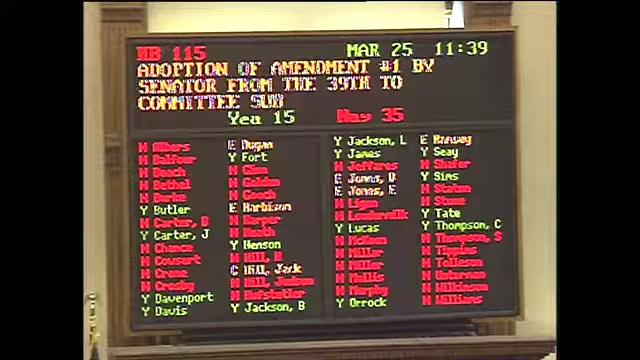 HB 115 MAR 25 11:39
ADOPTION OF AMENDMENT #1 BY
SENATOR FROM THE 39TH TO
COMMITTEE SUB
Yea 15 Nay 35
N Albers
N Balfour
N Beach
N Bethel
N Burke
Y Butler
N Carter, B
Y Carter, J
N Chance
N Cowsert
N Crane
N Crosby
Y Davenport
Y Davis
E Dugan
Y Fort
N Ginn
N Golden
N Gooch
E Harbison
N Harper
N Heath
Y Henson
N Hill, H
Hill, Jack
N Hill, Judson
N Hufstetler
Y Jackson, B
Y Jackson, L
Y James
N Jeffares
E Jones, B
E Jones, E
N Ligon
N Loudermilk
Y Lucas
N McKoon
N Miller
N Miller
N Mullis
N Murphy
Y Orrock
E Ramsey
Y Seay
N Shafer
Y Sims
N Staton
N Stone
Y Tate
Y Thompson, C
N Thompson, S
N Tippins
N Tolleson
N Unterman
N Wilkinson
N Williams